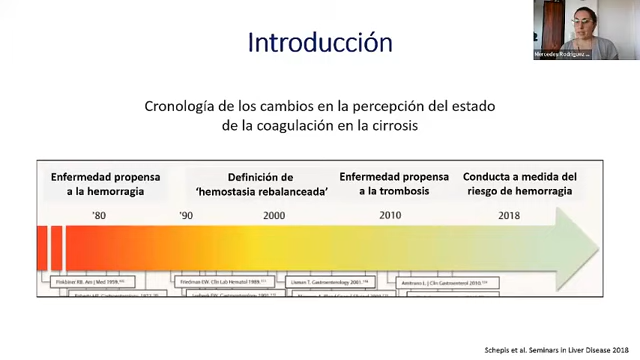 Introducción
Mercedes Rodríguez
Cronología de los cambios en la percepción del estado
de la coagulación en la cirrosis
Enfermedad propensa
a la hemorragia
Definición de
‘hemostasia rebalanceada’
Enfermedad propensa
a la trombosis
Conducta a medida del
riesgo de hemorragia
'80
'90
2000
2010
2018
Schepis et al. Seminars in Liver Disease 2018